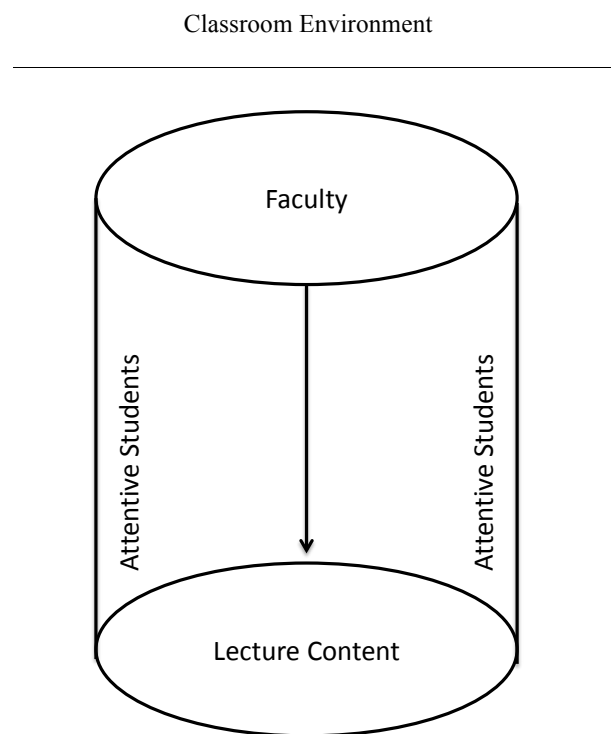 Classroom Environment
Faculty
Attentive Students
Attentive Students
Lecture Content